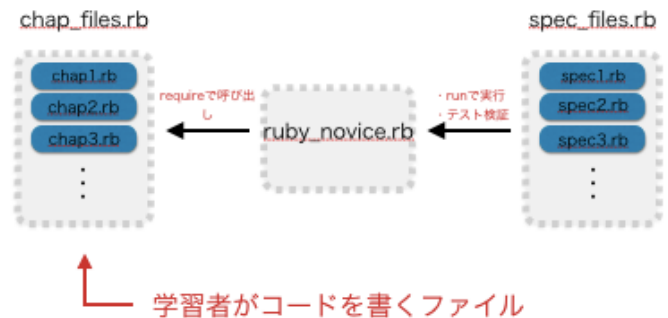 chap_files.rb
spec_files.rb
chap1.rb
chap2.rb
chap3.rb
requireで呼び出
し
ruby_novice.rb
・runで実行
・テスト検証
spec1.rb
spec2.rb
spec3.rb
学習者がコードを書くファイル